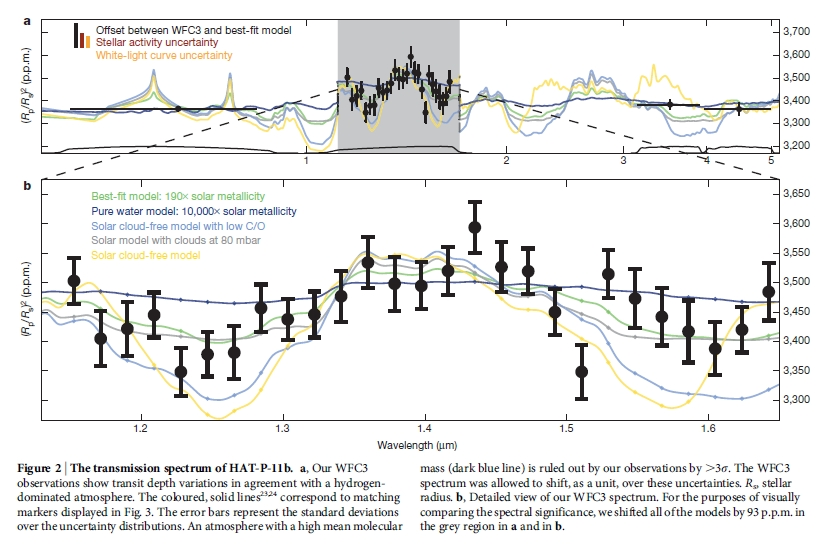 a
Offset between WFC3 and best-fit model
Stellar activity uncertainty
White-light curve uncertainty
(Rp/Rs)² (p.p.m.)
3,700
3,600
3,500
3,400
3,300
3,200
1 2 3 4 5
b
Best-fit model: 190× solar metallicity
Pure water model: 10,000× solar metallicity
Solar cloud-free model with low C/O
Solar model with clouds at 80 mbar
Solar cloud-free model
(Rp/Rs)² (p.p.m.)
3,650
3,600
3,550
3,500
3,450
3,400
3,350
3,300
1.2 1.3 1.4 1.5 1.6
Wavelength (μm)
Figure 2 | The transmission spectrum of HAT-P-11b. a, Our WFC3
observations show transit depth variations in agreement with a hydrogen-
dominated atmosphere. The coloured, solid lines23,24 correspond to matching
markers displayed in Fig. 3. The error bars represent the standard deviations
over the uncertainty distributions. An atmosphere with a high mean molecular
mass (dark blue line) is ruled out by our observations by >3σ. The WFC3
spectrum was allowed to shift, as a unit, over these uncertainties. Rs, stellar
radius. b, Detailed view of our WFC3 spectrum. For the purposes of visually
comparing the spectral significance, we shifted all of the models by 93 p.p.m. in
the grey region in a and in b.